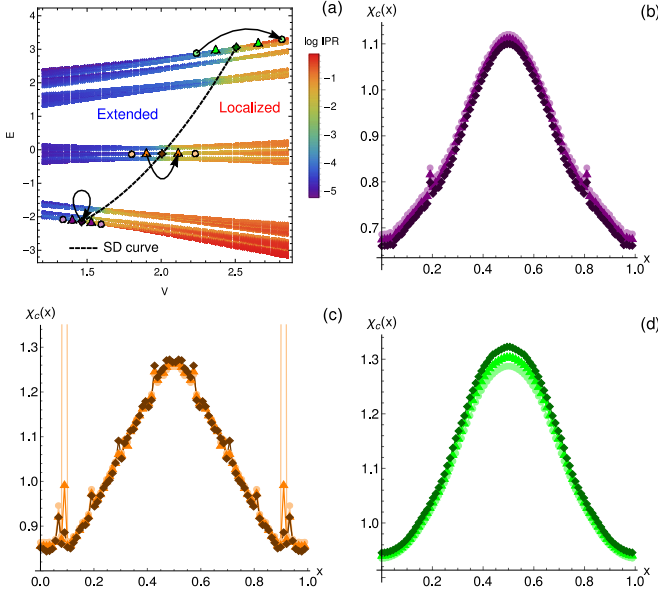 (a)
log IPR
Extended
Localized
SD curve
E
V
3
2
1
0
-1
-2
-3
1.5
2.0
2.5
-1
-2
-3
-4
-5
χc(x)
(b)
1.1
1.0
0.9
0.8
0.7
0.2
0.4
0.6
0.8
1.0
x
χc(x)
(c)
1.3
1.2
1.1
1.0
0.9
0.0
0.2
0.4
0.6
0.8
1.0
x
χc(x)
(d)
1.3
1.2
1.1
1.0
0.9
0.2
0.4
0.6
0.8
1.0
x